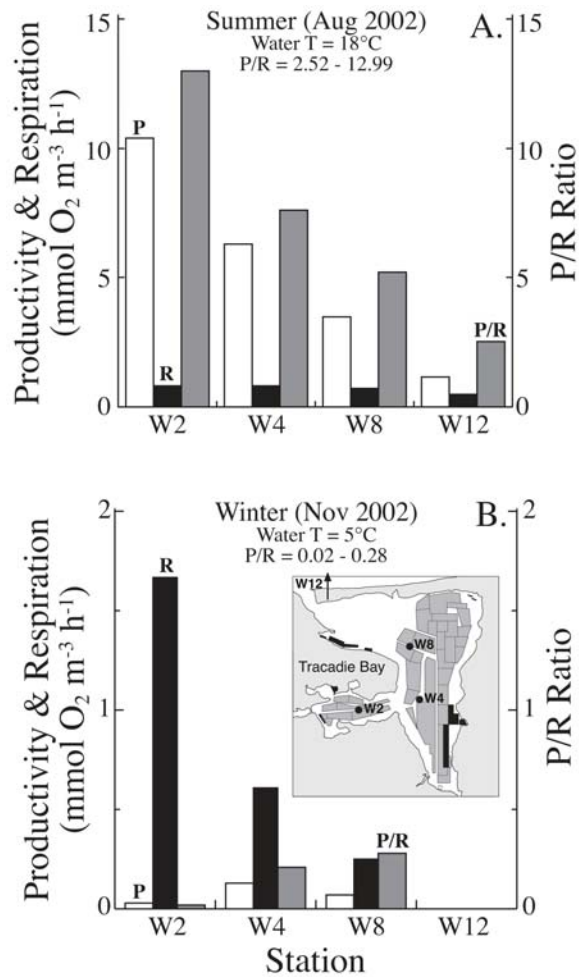 Summer (Aug 2002)
A.
Water T = 18°C
P/R = 2.52 - 12.99
Productivity & Respiration
(mmol O₂ m⁻³ h⁻¹)
P/R Ratio
15
10
5
0
15
10
5
0
P
R
P/R
W2 W4 W8 W12
Winter (Nov 2002)
B.
Water T = 5°C
P/R = 0.02 - 0.28
Productivity & Respiration
(mmol O₂ m⁻³ h⁻¹)
P/R Ratio
2
1
0
2
1
0
R
W12
W8
Tracadie Bay
W4
W2
P
P/R
W2 W4 W8 W12
Station